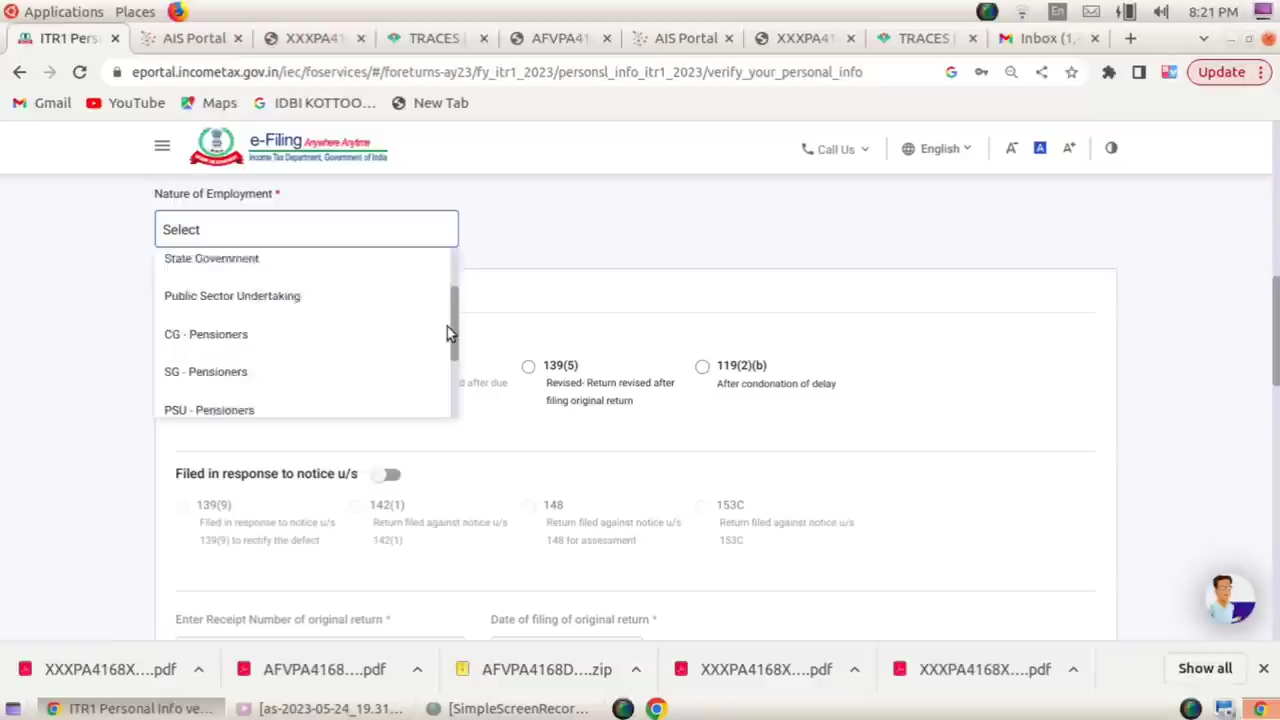 Applications Places 8:21 PM
En
ITR1 Pers AIS Portal XXXPA41 TRACES AFVPA41 AIS Portal XXXPA41 TRACES Inbox (1,
eportal.incometax.gov.in/iec/foservices/#/foreturns-ay23/fy_itr1_2023/personsl_info_itr1_2023/verify_your_personal_info Update
Gmail YouTube Maps IDBI KOTTOO... New Tab
e-Filing Anywhere Anytime
Income Tax Department, Government of India
Call Us English A- A A+
Nature of Employment *
Select
State Government
Public Sector Undertaking
CG - Pensioners
SG - Pensioners
PSU - Pensioners
d after due
139(5)
Revised- Return revised after
filing original return
119(2)(b)
After condonation of delay
Filed in response to notice u/s
139(9)
Filed in response to notice u/s
139(9) to rectify the defect
142(1)
Return filed against notice u/s
142(1)
148
Return filed against notice u/s
148 for assessment
153C
Return filed against notice u/s
153C
Enter Receipt Number of original return * Date of filing of original return *
XXXPA4168X....pdf AFVPA4168....pdf AFVPA4168D....zip XXXPA4168X....pdf XXXPA4168X....pdf Show all
ITR1 Personal Info ve... [as-2023-05-24_19.31.... [SimpleScreenRecor...